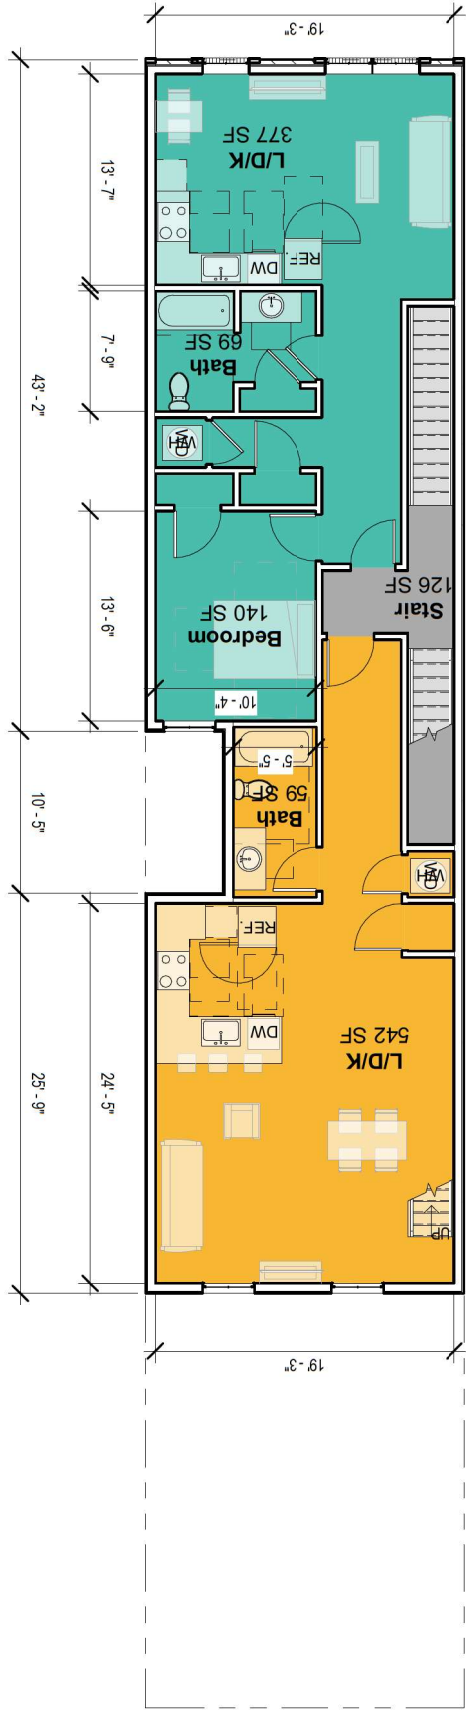 19' - 3"
377 SF
L/D/K
13' - 7"
REF.
DW
7' - 9"
69 SF
Bath
43' - 2"
WH
W/D
126 SF
Stair
13' - 6"
140 SF
Bedroom
10' - 4"
5' - 5"
59 SF
Bath
10' - 5"
WH
W/D
REF.
DW
542 SF
L/D/K
25' - 9"
24' - 5"
UP
19' - 3"